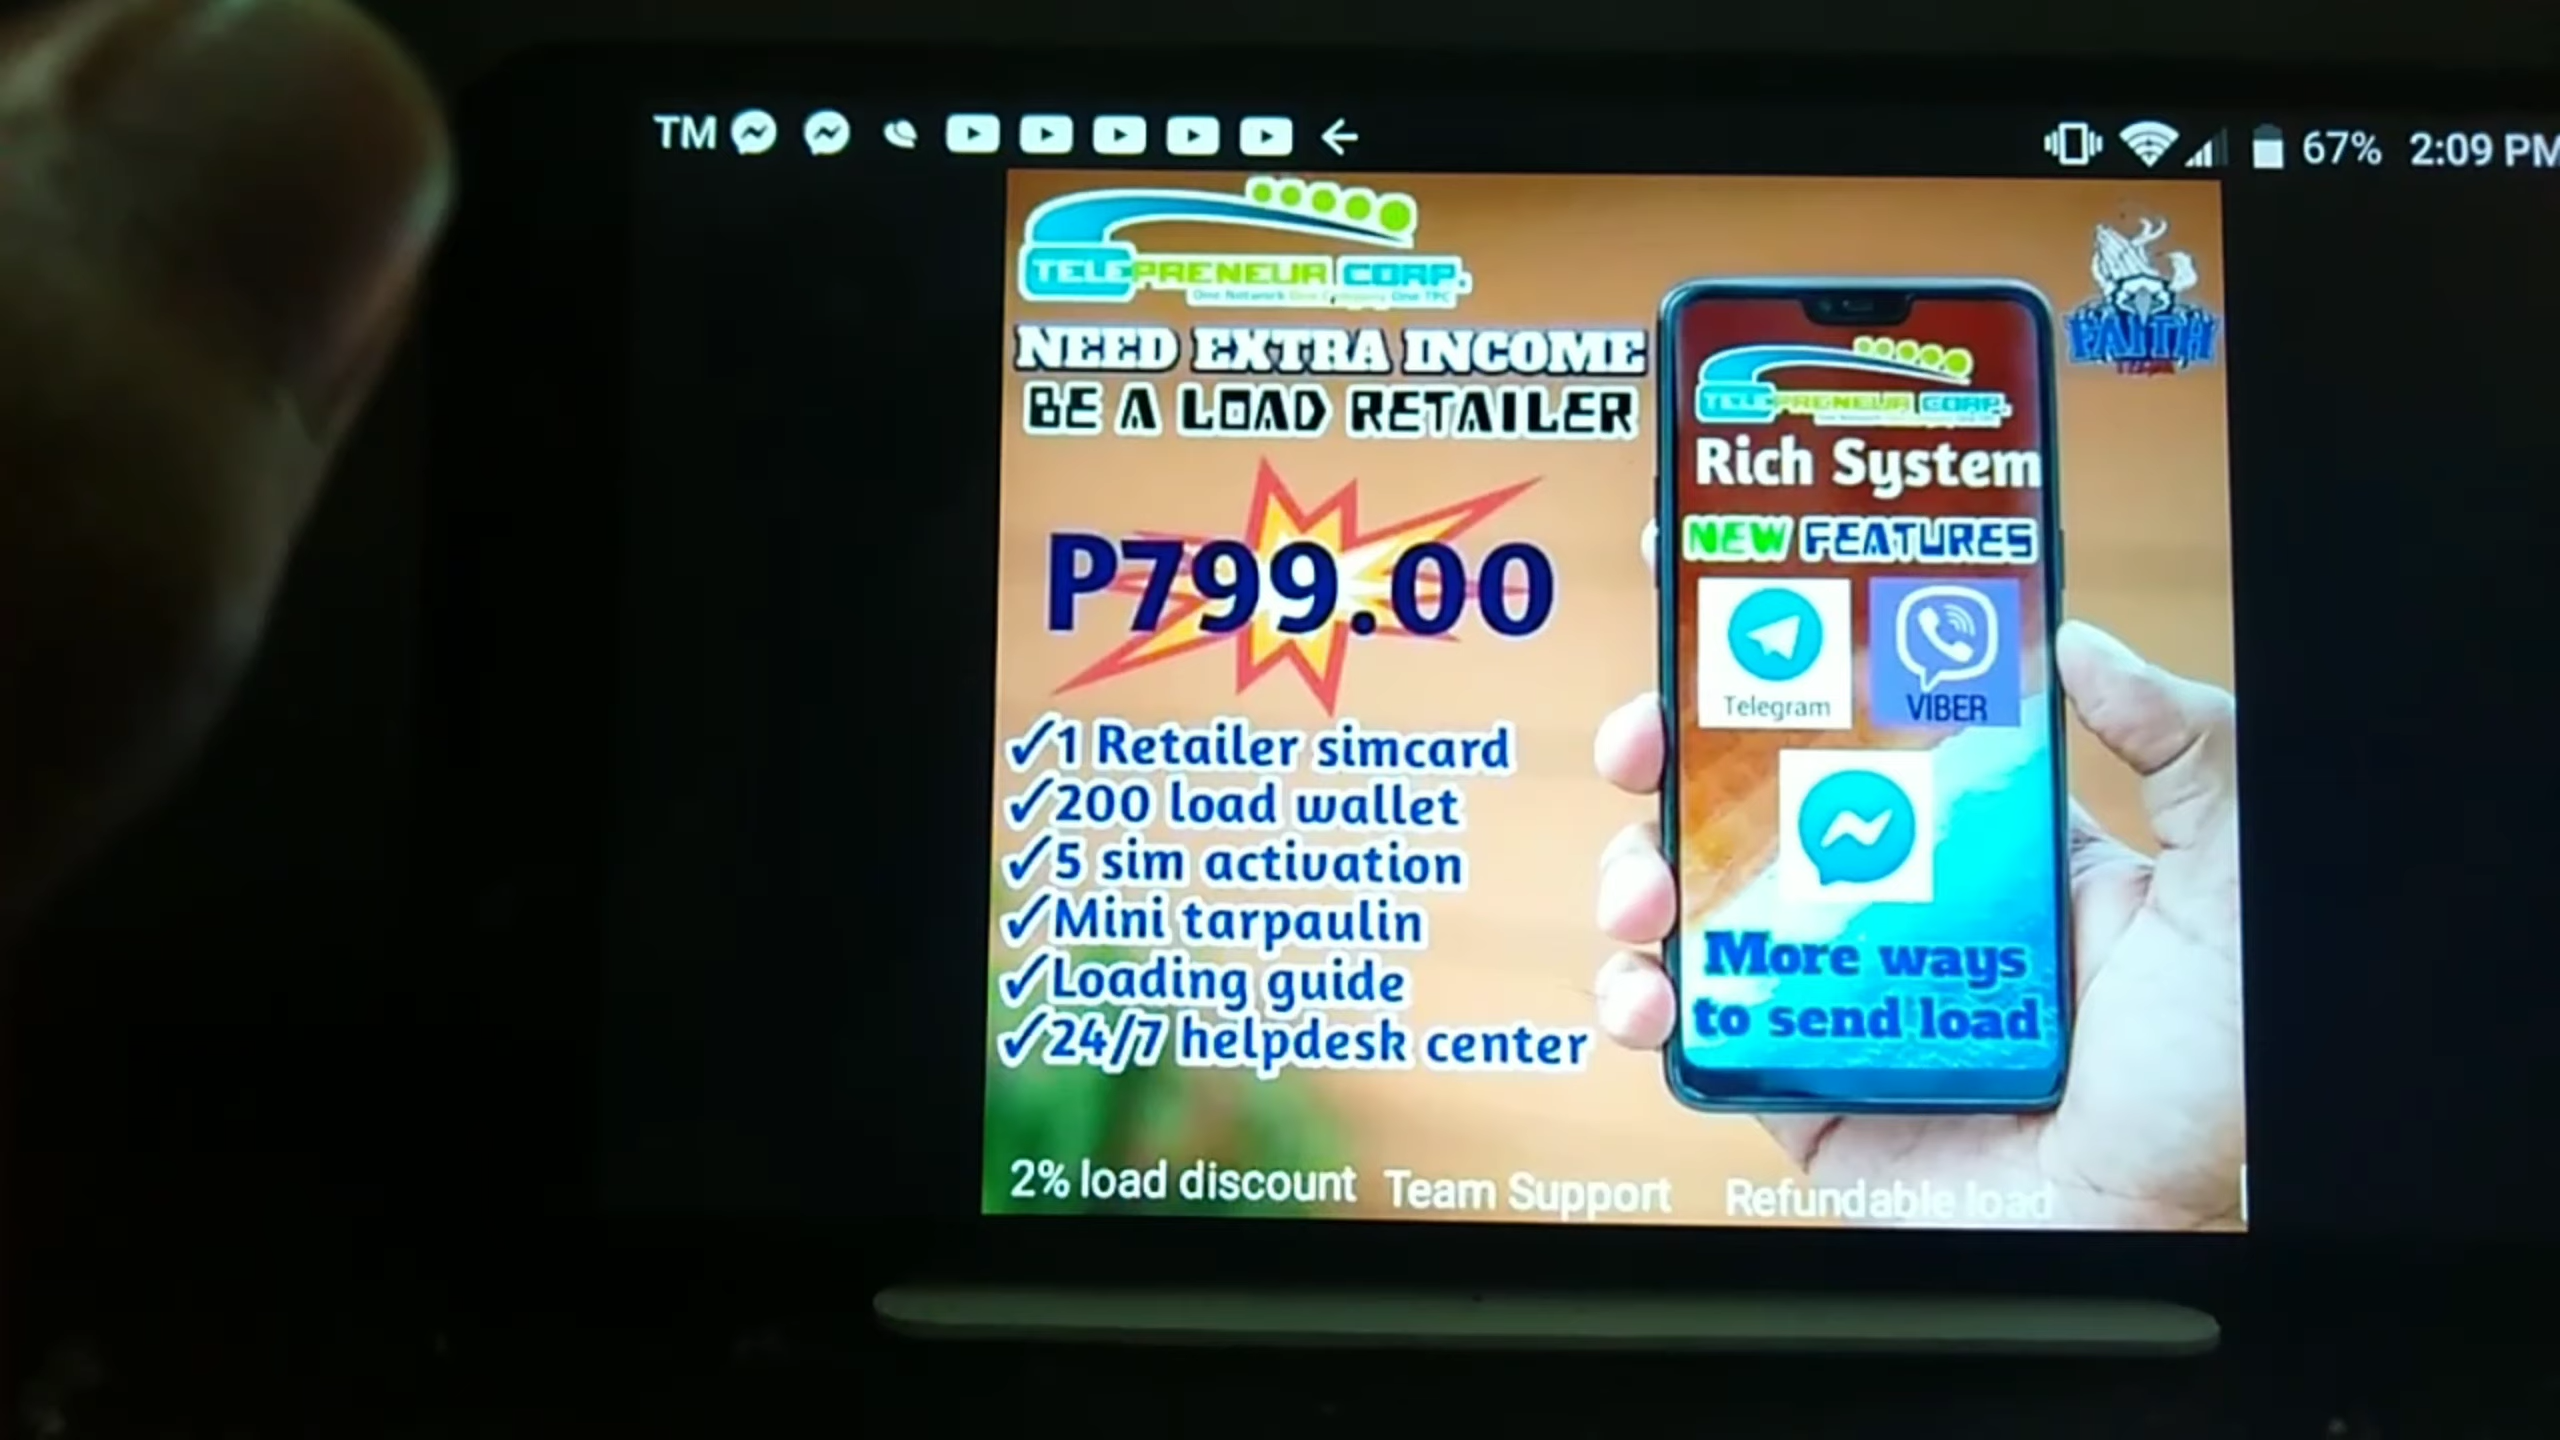 TM
67% 2:09 PM
TELEPRENEUR CORP.
NEED EXTRA INCOME
BE A LOAD RETAILER
P799.00
✓1 Retailer simcard
✓200 load wallet
✓5 sim activation
✓Mini tarpaulin
✓Loading guide
✓24/7 helpdesk center
2% load discount Team Support Refundable load
FAITH
TELEPRENEUR CORP.
Rich System
NEW FEATURES
Telegram VIBER
More ways
to send load